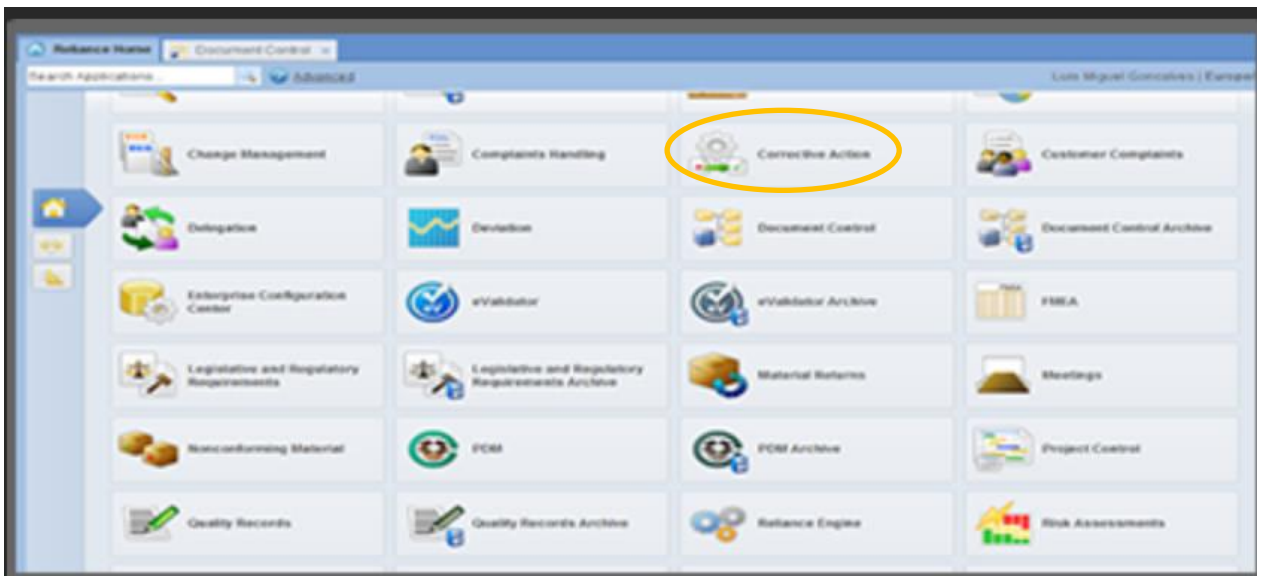 Reliance Home
Document Control
Search Applications...
Advanced
Luis Miguel Goncalves |
Change Management
Complaints Handling
Corrective Action
Customer Complaints
Delegation
Deviation
Document Control
Document Control Archive
Enterprise Configuration
Center
eValidator
eValidator Archive
FMEA
Legislative and Regulatory
Requirements
Legislative and Regulatory
Requirements Archive
Material Returns
Meetings
Nonconforming Material
PDM
PDM Archive
Project Control
Quality Records
Quality Records Archive
Reliance Engine
Risk Assessments